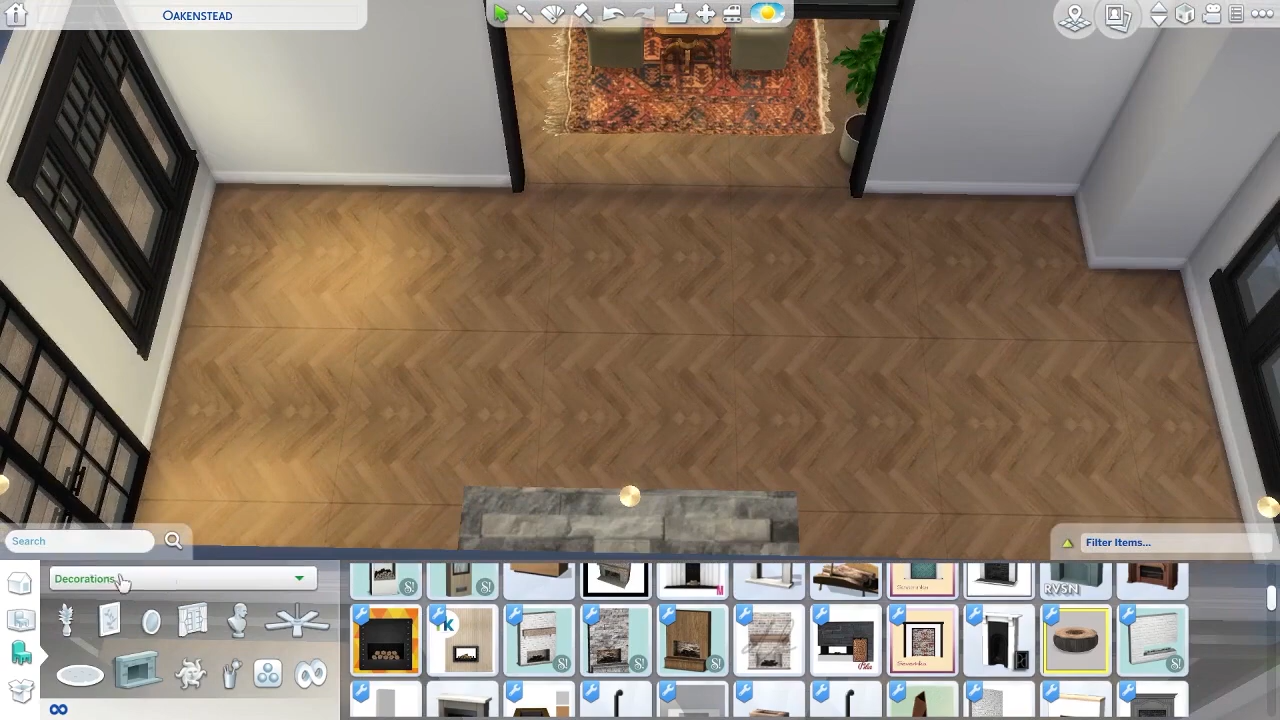 OAKENSTEAD
Search
Filter Items...
Decorations
RVSN
K